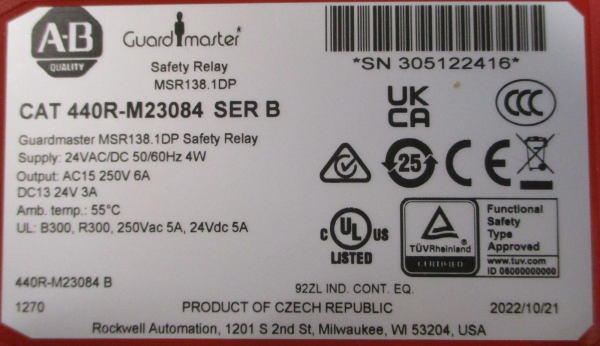 A-B
QUALITY
Guardmaster
Safety Relay
MSR138.1DP
*SN 305122416*
CAT 440R-M23084 SER B
Guardmaster MSR138.1DP Safety Relay
Supply: 24VAC/DC 50/60Hz 4W
Output: AC15 250V 6A
DC13 24V 3A
Amb. temp.: 55°C
UL: B300, R300, 250Vac 5A, 24Vdc 5A
UK
CA
CCC
25
CE
C UL US
LISTED
TÜVRheinland
CERTIFIED
Functional
Safety
Type
Approved
www.tuv.com
ID 06000000000
440R-M23084 B
92ZL IND. CONT. EQ.
1270
PRODUCT OF CZECH REPUBLIC
2022/10/21
Rockwell Automation, 1201 S 2nd St, Milwaukee, WI 53204, USA